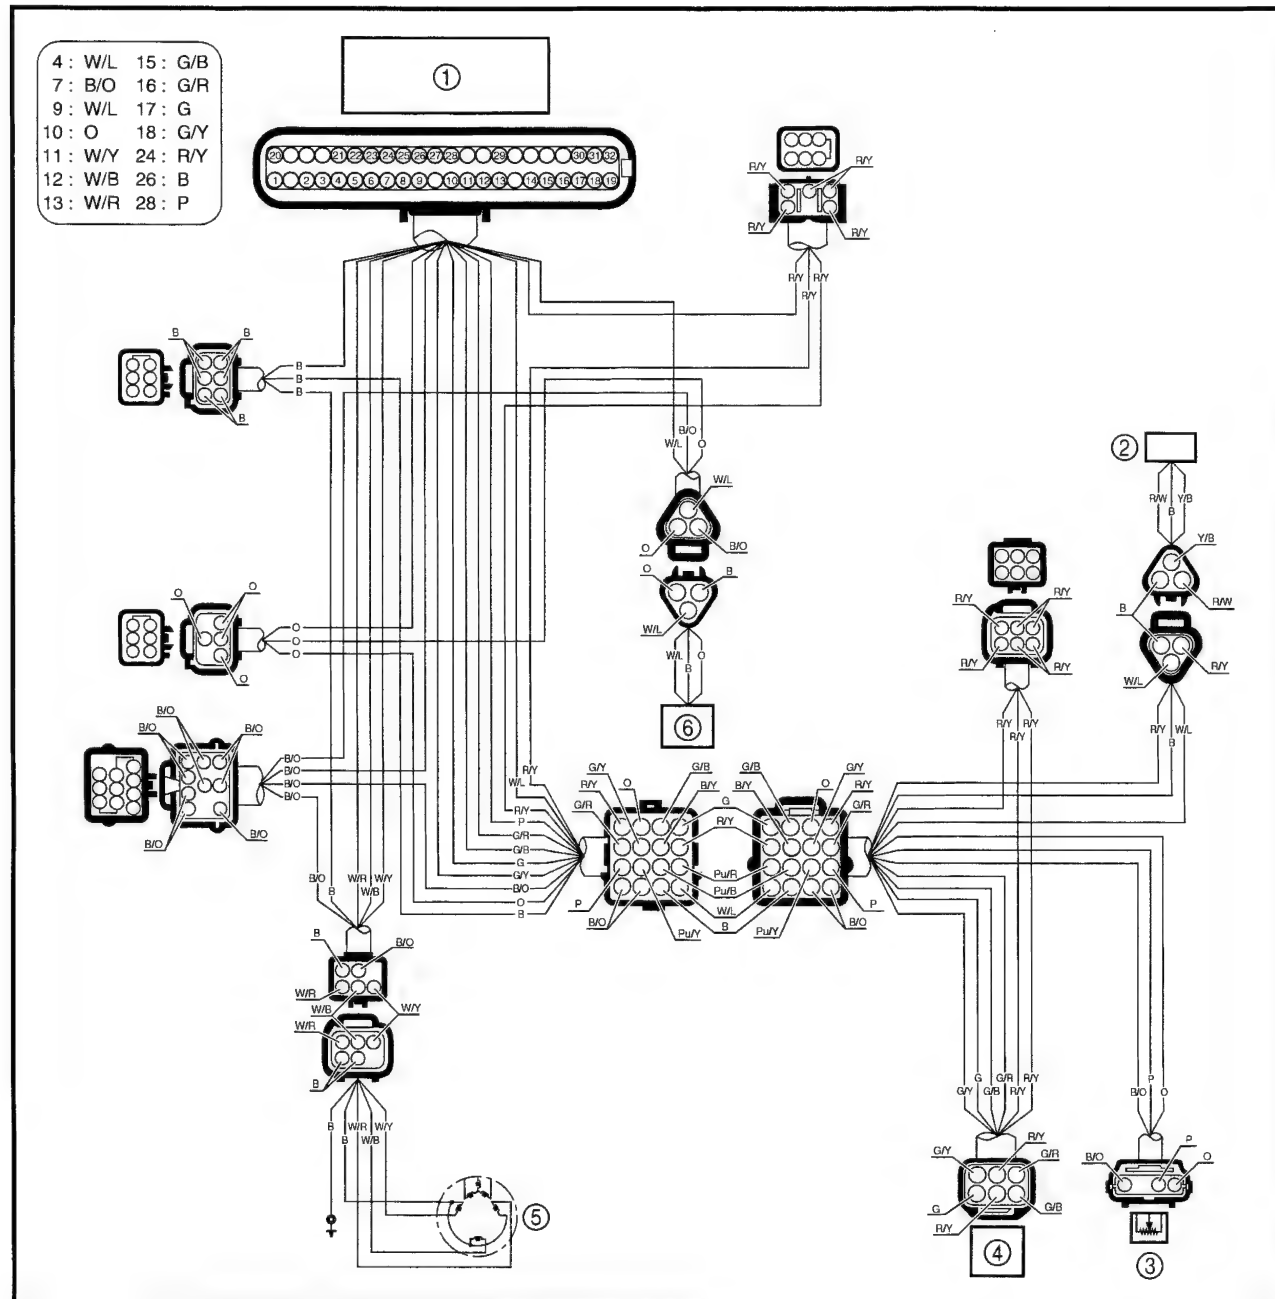 4 : W/L 15 : G/B
7 : B/O 16 : G/R
9 : W/L 17 : G
10 : O 18 : G/Y
11 : W/Y 24 : R/Y
12 : W/B 26 : B
13 : W/R 28 : P
1
20 21 22 23 24 25 26 27 28 29 30 31 32
1 2 3 4 5 6 7 8 9 10 11 12 13 14 15 16 17 18 19
R/Y R/Y
R/Y R/Y
R/Y R/Y
R/Y
B B
B
B
B
B
B/O
W/L O
W/L
O B/O
O B
W/L
W/L O
B
6
2
R/W Y/B
B
Y/B
B R/W
W/L R/Y
R/Y W/L
B
R/Y R/Y
R/Y R/Y
R/Y R/Y
R/Y
O O
O
O
O
O
B/O
B/O B/O
B/O
B/O
B/O
B/O
B/O B/O
R/Y
W/L
R/Y
P
G/R
G/B
G
G/Y
B/O
O
B
G/Y O G/B
R/Y B/Y
G/R
G
R/Y
Pu/R
Pu/B
W/L
B
P
B/O Pu/Y
G/B O G/Y
B/Y R/Y
G/R
P
Pu/Y B/O
B/O W/R W/Y
B W/B
B B/O
W/R
W/B W/Y
W/R
B
B W/R W/Y
B W/B
5
G/Y G G/B G/R R/Y R/Y
G/Y R/Y G/R
G G/B
R/Y
4
B/O P O
B/O P O
3